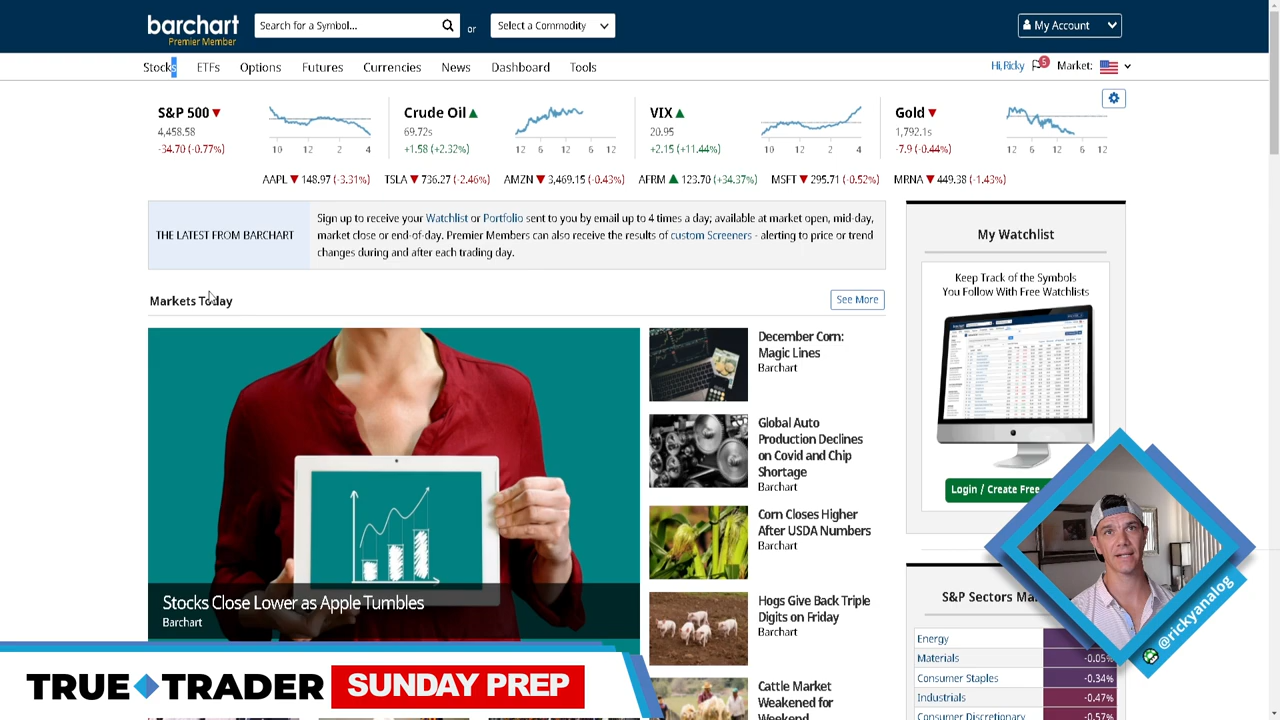 barchart
Premier Member
Search for a Symbol...
or
Select a Commodity
My Account
Stocks
ETFs
Options
Futures
Currencies
News
Dashboard
Tools
Hi, Ricky
5
Market:
S&P 500
4,458.58
-34.70 (-0.77%)
10 12 2 4
Crude Oil
69.72s
+1.58 (+2.32%)
12 6 12 6 12
VIX
20.95
+2.15 (+11.44%)
10 12 2 4
Gold
1,792.1s
-7.9 (-0.44%)
12 6 12 6 12
AAPL 148.97 (-3.31%)
TSLA 736.27 (-2.46%)
AMZN 3,469.15 (-0.43%)
AFRM 123.70 (+34.37%)
MSFT 295.71 (-0.52%)
MRNA 449.38 (-1.43%)
THE LATEST FROM BARCHART
Sign up to receive your Watchlist or Portfolio sent to you by email up to 4 times a day; available at market open, mid-day,
market close or end-of-day. Premier Members can also receive the results of custom Screeners - alerting to price or trend
changes during and after each trading day.
Markets Today
See More
Stocks Close Lower as Apple Tumbles
Barchart
December Corn:
Magic Lines
Barchart
Global Auto
Production Declines
on Covid and Chip
Shortage
Barchart
Corn Closes Higher
After USDA Numbers
Barchart
Hogs Give Back Triple
Digits on Friday
Barchart
Cattle Market
Weakened for
Weekend
My Watchlist
Keep Track of the Symbols
You Follow With Free Watchlists
Login / Create Free
S&P Sectors
Energy
Materials -0.05%
Consumer Staples -0.34%
Industrials -0.47%
Consumer Discretionary -0.57%
@rickyanalog
TRUE TRADER
SUNDAY PREP